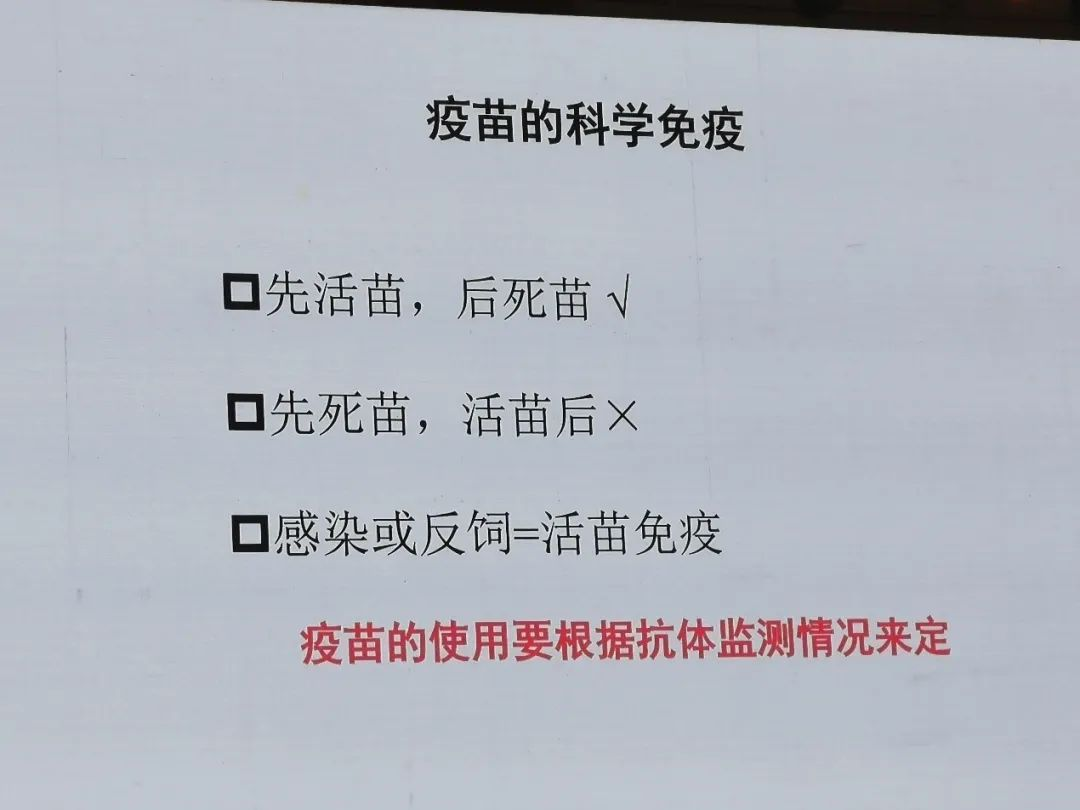 疫苗的科学免疫
先活苗，后死苗√
先死苗，活苗后×
感染或反饲=活苗免疫
疫苗的使用要根据抗体监测情况来定